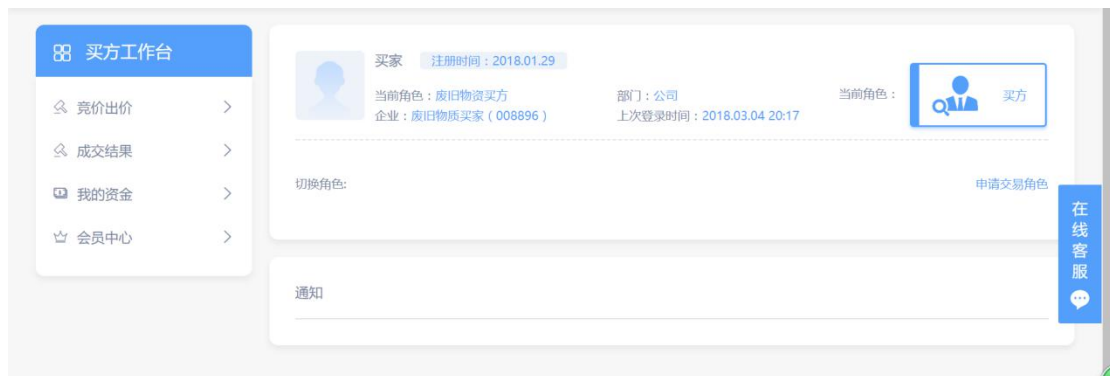 买方工作台
竞价出价
成交结果
我的资金
会员中心
买家 注册时间：2018.01.29
当前角色：废旧物资买方 部门：公司 当前角色： 买方
企业：废旧物质买家（008896） 上次登录时间：2018.03.04 20:17
切换角色: 申请交易角色
通知
在线客服